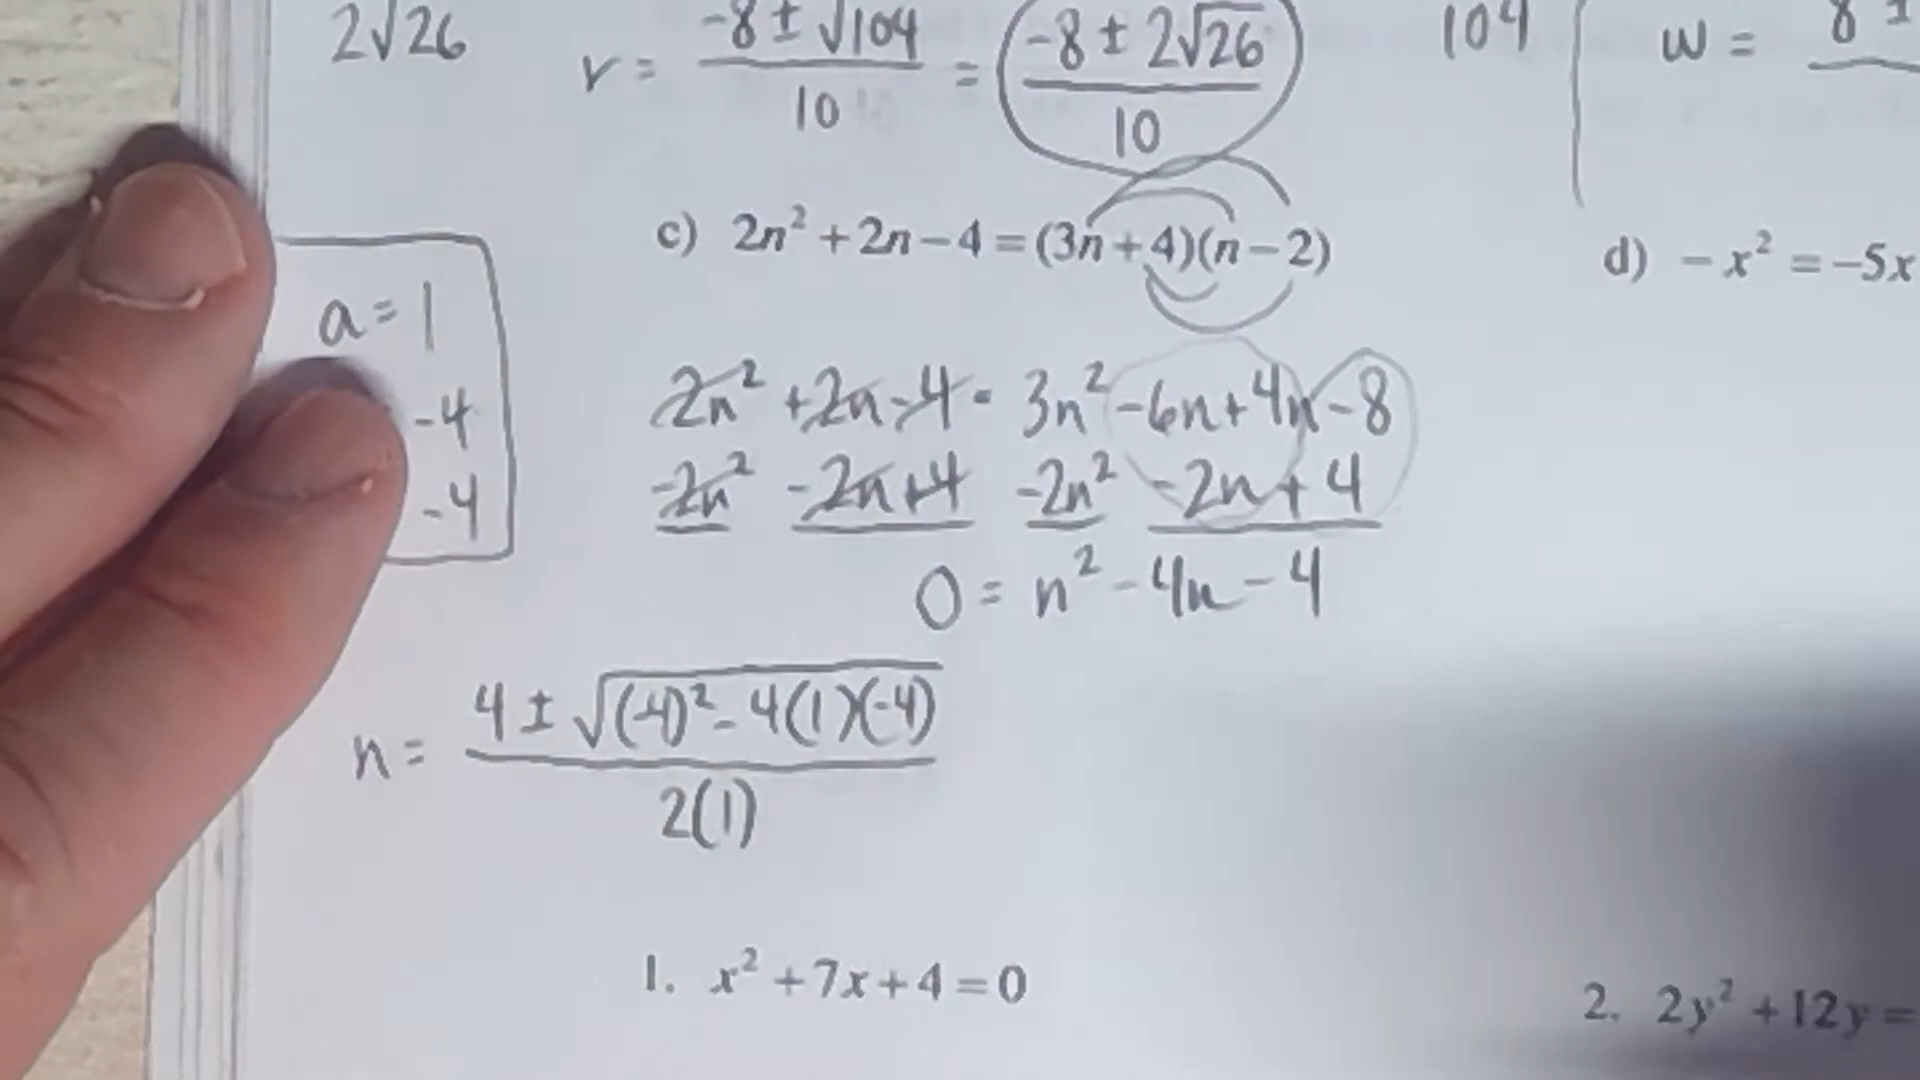 2√26
r = (-8 ± √104)/10 = (-8 ± 2√26)/10
104
w = 8 ±
c) 2n² + 2n – 4 = (3n + 4)(n – 2)
d) – x² = –5x
a = 1
-4
-4
2n² + 2n - 4 = 3n² - 6n + 4n - 8
-2n² - 2n + 4 -2n² - 2n + 4
0 = n² - 4n - 4
n = (4 ± √((-4)² - 4(1)(-4)))/2(1)
1. x² + 7x + 4 = 0
2. 2y² + 12y =